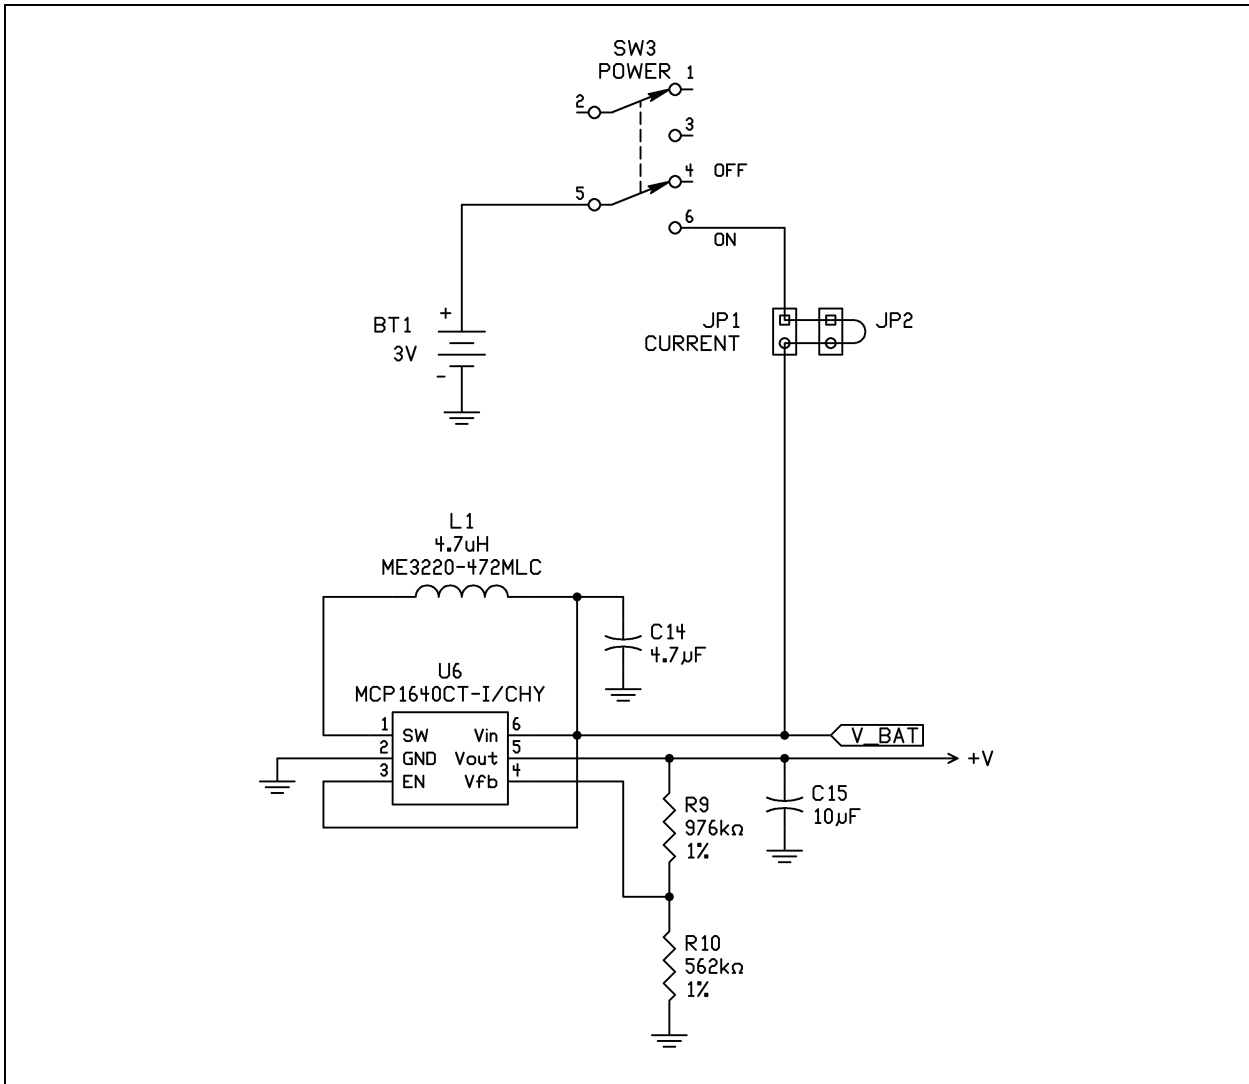 SW3
POWER
1
2
3
4 OFF
5
6
ON
+
BT1
3V
-
JP1
CURRENT
JP2
L1
4.7uH
ME3220-472MLC
C14
4.7µF
U6
MCP1640CT-I/CHY
1 SW Vin 6
2 GND Vout 5
3 EN Vfb 4
V_BAT
+V
R9
976kΩ
1%
C15
10µF
R10
562kΩ
1%